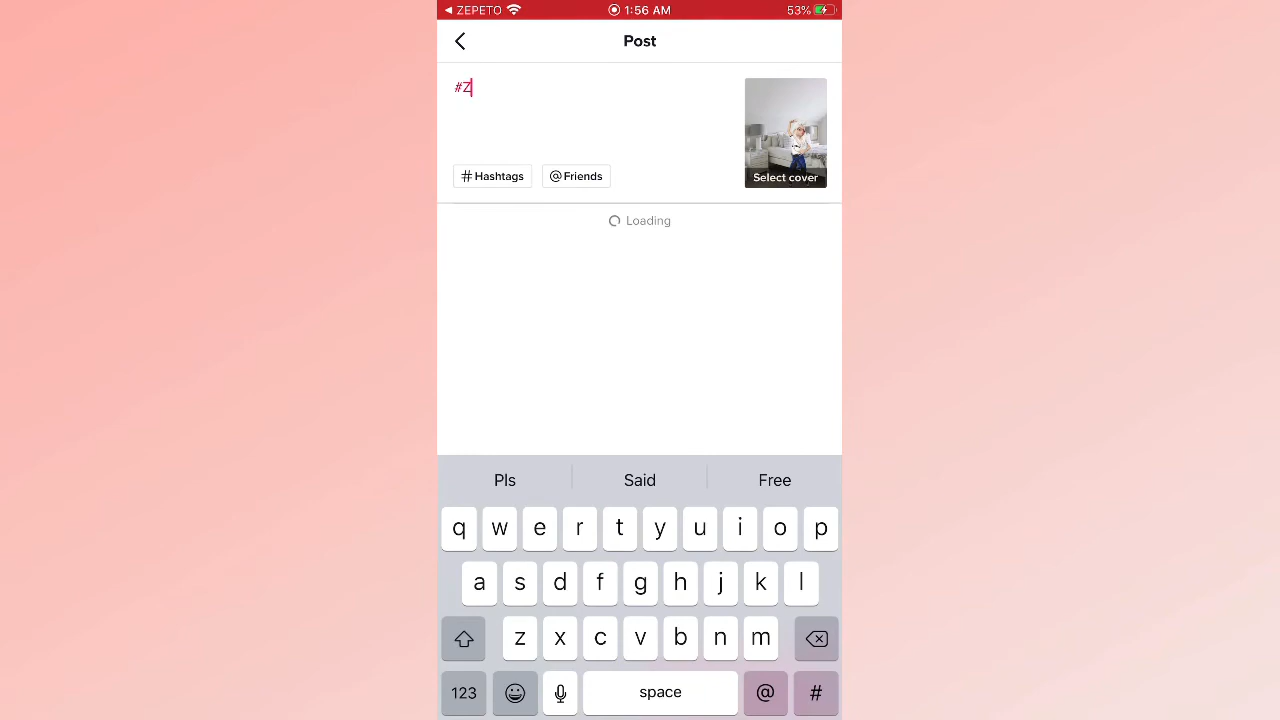 ◀ ZEPETO 1:56 AM 53%
Post
#Z
Select cover
# Hashtags @ Friends
Loading
Pls Said Free
q w e r t y u i o p
a s d f g h j k l
z x c v b n m
123 space @ #